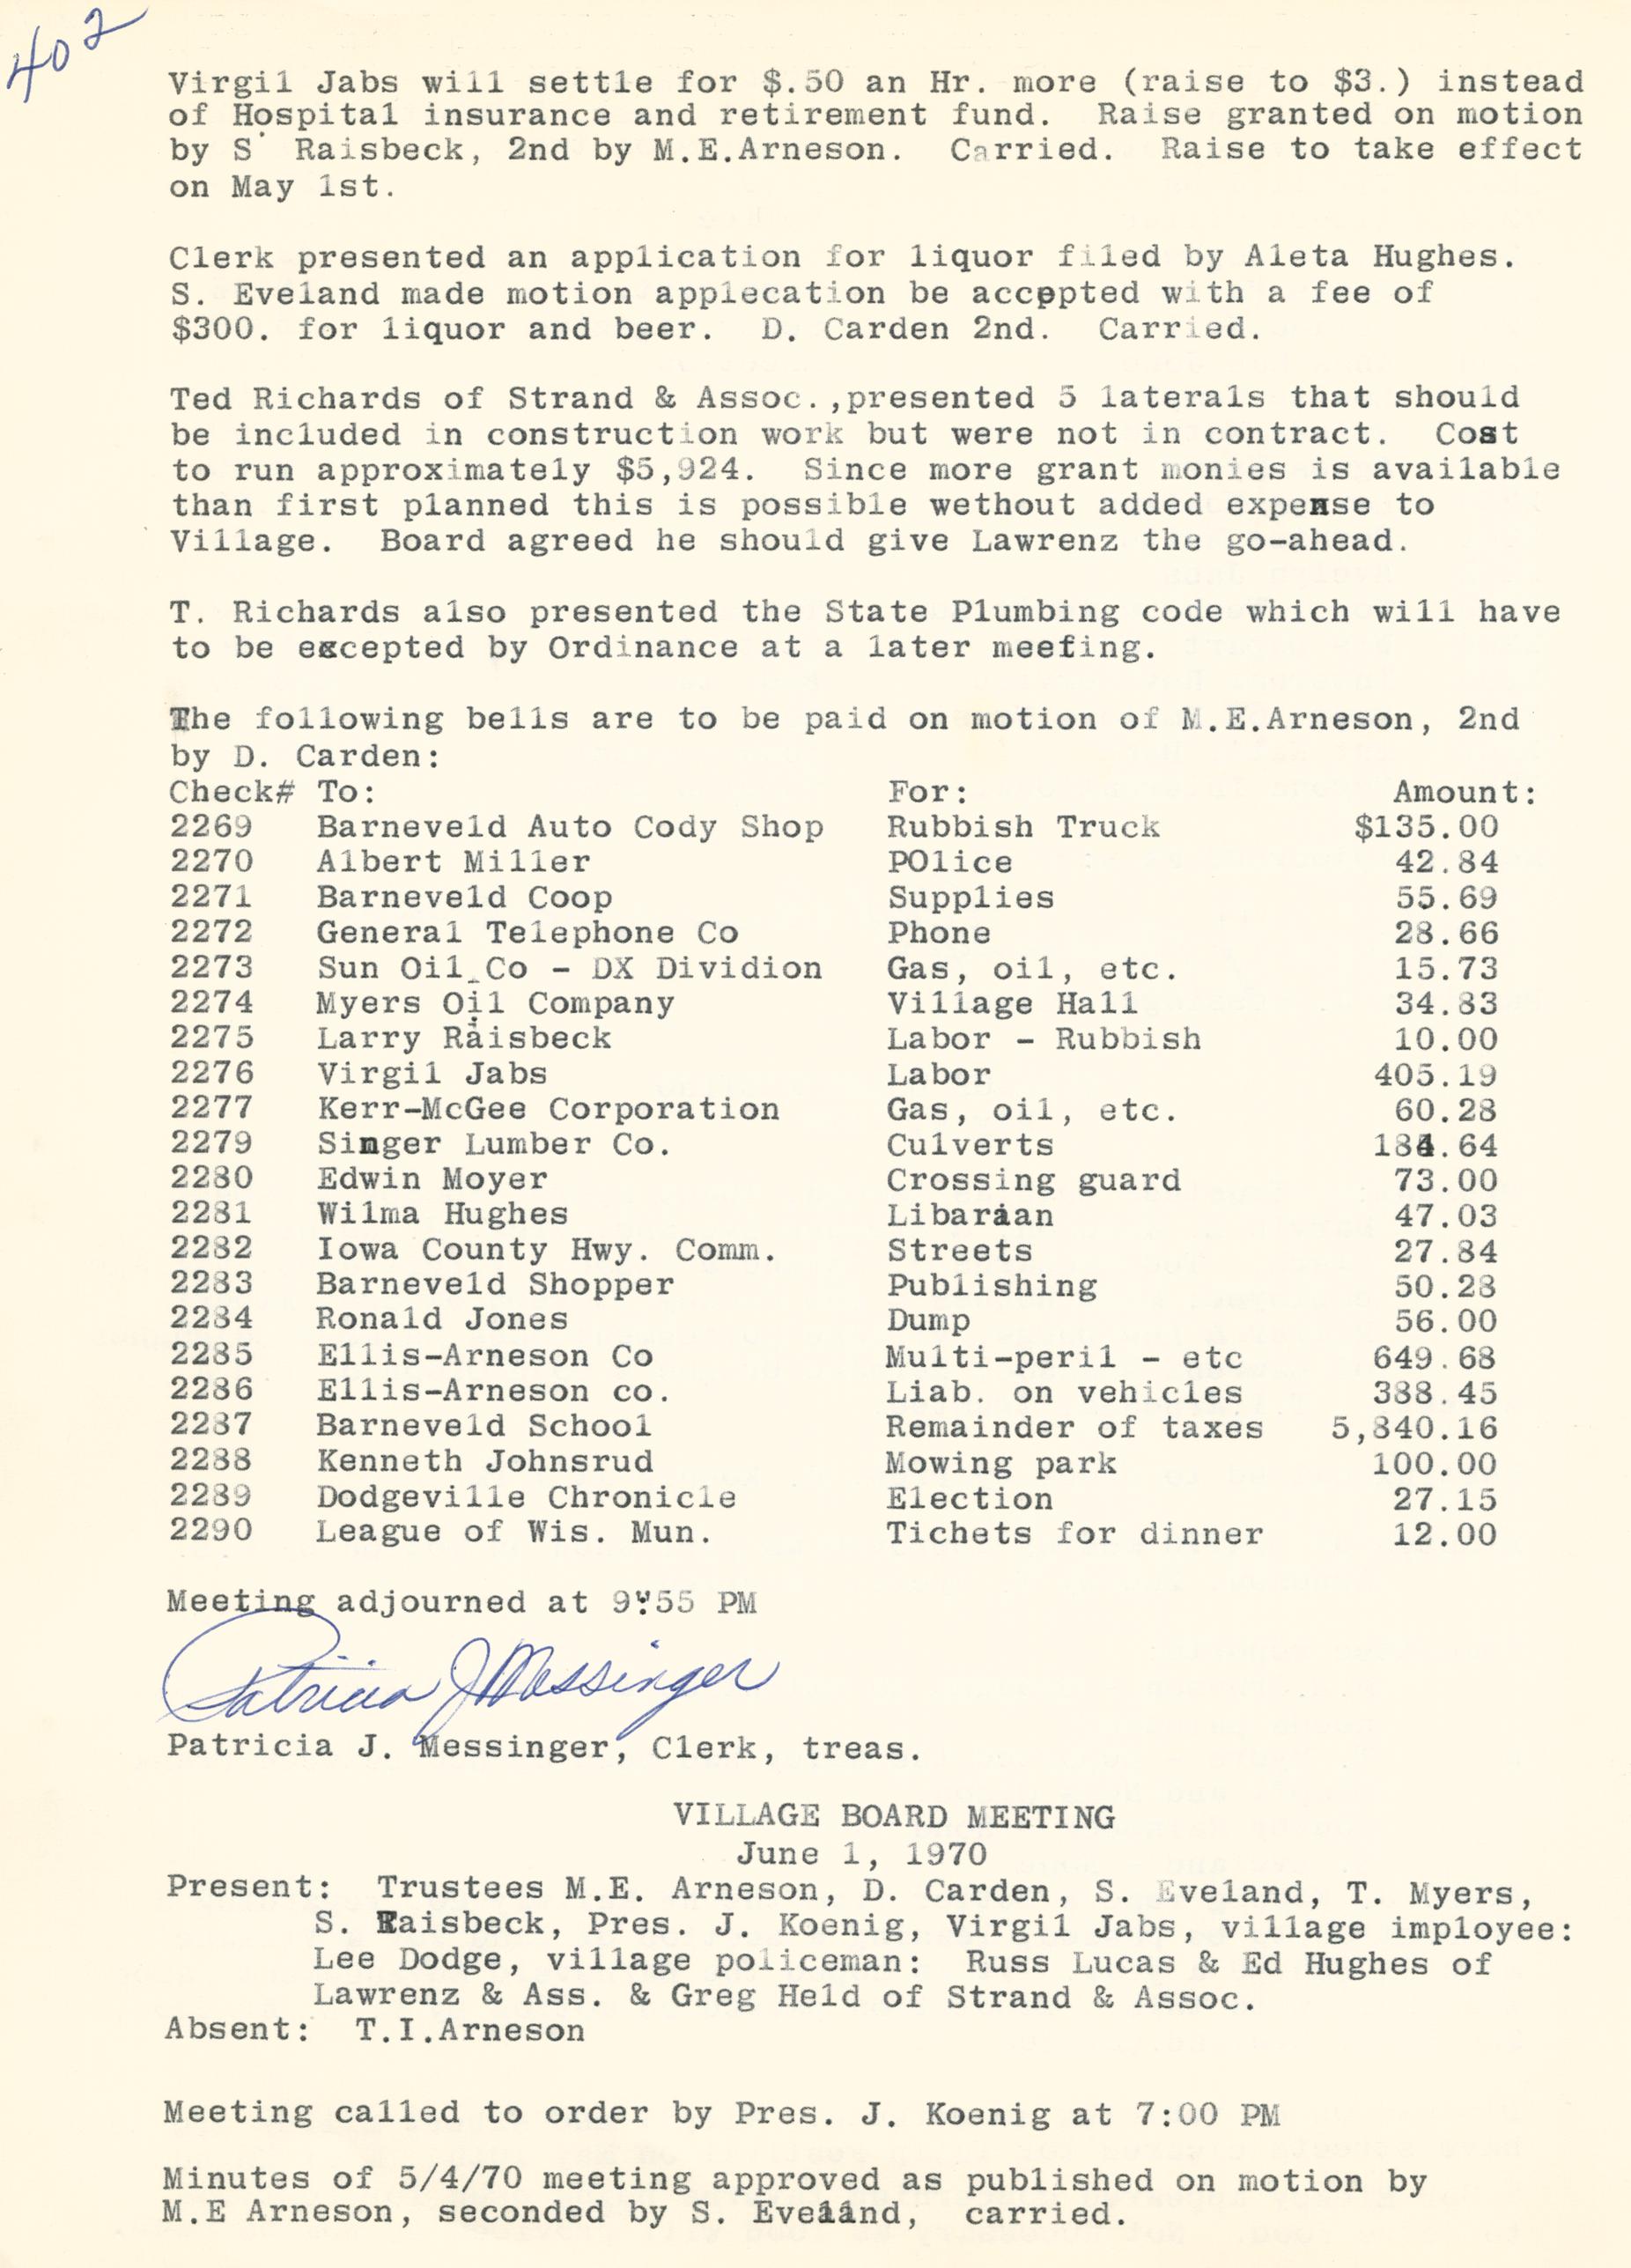 402
Virgil Jabs will settle for $.50 an Hr. more (raise to $3.) instead
of Hospital insurance and retirement fund.  Raise granted on motion
by S' Raisbeck, 2nd by M.E.Arneson.  Carried.  Raise to take effect
on May 1st.
Clerk presented an application for liquor filed by Aleta Hughes.
S. Eveland made motion applecation be accepted with a fee of
$300. for liquor and beer.  D. Carden 2nd.  Carried.
Ted Richards of Strand & Assoc.,presented 5 laterals that should
be included in construction work but were not in contract.  Cost
to run approximately $5,924.  Since more grant monies is available
than first planned this is possible wethout added expense to
Village.  Board agreed he should give Lawrenz the go-ahead.
T. Richards also presented the State Plumbing code which will have
to be excepted by Ordinance at a later meefing.
The following bells are to be paid on motion of M.E.Arneson, 2nd
by D. Carden:
Check# To: For: Amount:
2269 Barneveld Auto Cody Shop Rubbish Truck $135.00
2270 Albert Miller POlice 42.84
2271 Barneveld Coop Supplies 55.69
2272 General Telephone Co Phone 28.66
2273 Sun Oil Co - DX Dividion Gas, oil, etc. 15.73
2274 Myers Oil Company Village Hall 34.83
2275 Larry Raisbeck Labor - Rubbish 10.00
2276 Virgil Jabs Labor 405.19
2277 Kerr-McGee Corporation Gas, oil, etc. 60.28
2279 Singer Lumber Co. Culverts 184.64
2280 Edwin Moyer Crossing guard 73.00
2281 Wilma Hughes Libarian 47.03
2282 Iowa County Hwy. Comm. Streets 27.84
2283 Barneveld Shopper Publishing 50.28
2284 Ronald Jones Dump 56.00
2285 Ellis-Arneson Co Multi-peril - etc 649.68
2286 Ellis-Arneson co. Liab. on vehicles 388.45
2287 Barneveld School Remainder of taxes 5,840.16
2288 Kenneth Johnsrud Mowing park 100.00
2289 Dodgeville Chronicle Election 27.15
2290 League of Wis. Mun. Tichets for dinner 12.00
Meeting adjourned at 9:55 PM
Patricia J Messinger
Patricia J. Messinger, Clerk, treas.
VILLAGE BOARD MEETING
June 1, 1970
Present:  Trustees M.E. Arneson, D. Carden, S. Eveland, T. Myers,
S. Raisbeck, Pres. J. Koenig, Virgil Jabs, village imployee:
Lee Dodge, village policeman:  Russ Lucas & Ed Hughes of
Lawrenz & Ass. & Greg Held of Strand & Assoc.
Absent:  T.I.Arneson
Meeting called to order by Pres. J. Koenig at 7:00 PM
Minutes of 5/4/70 meeting approved as published on motion by
M.E Arneson, seconded by S. Eveland,  carried.